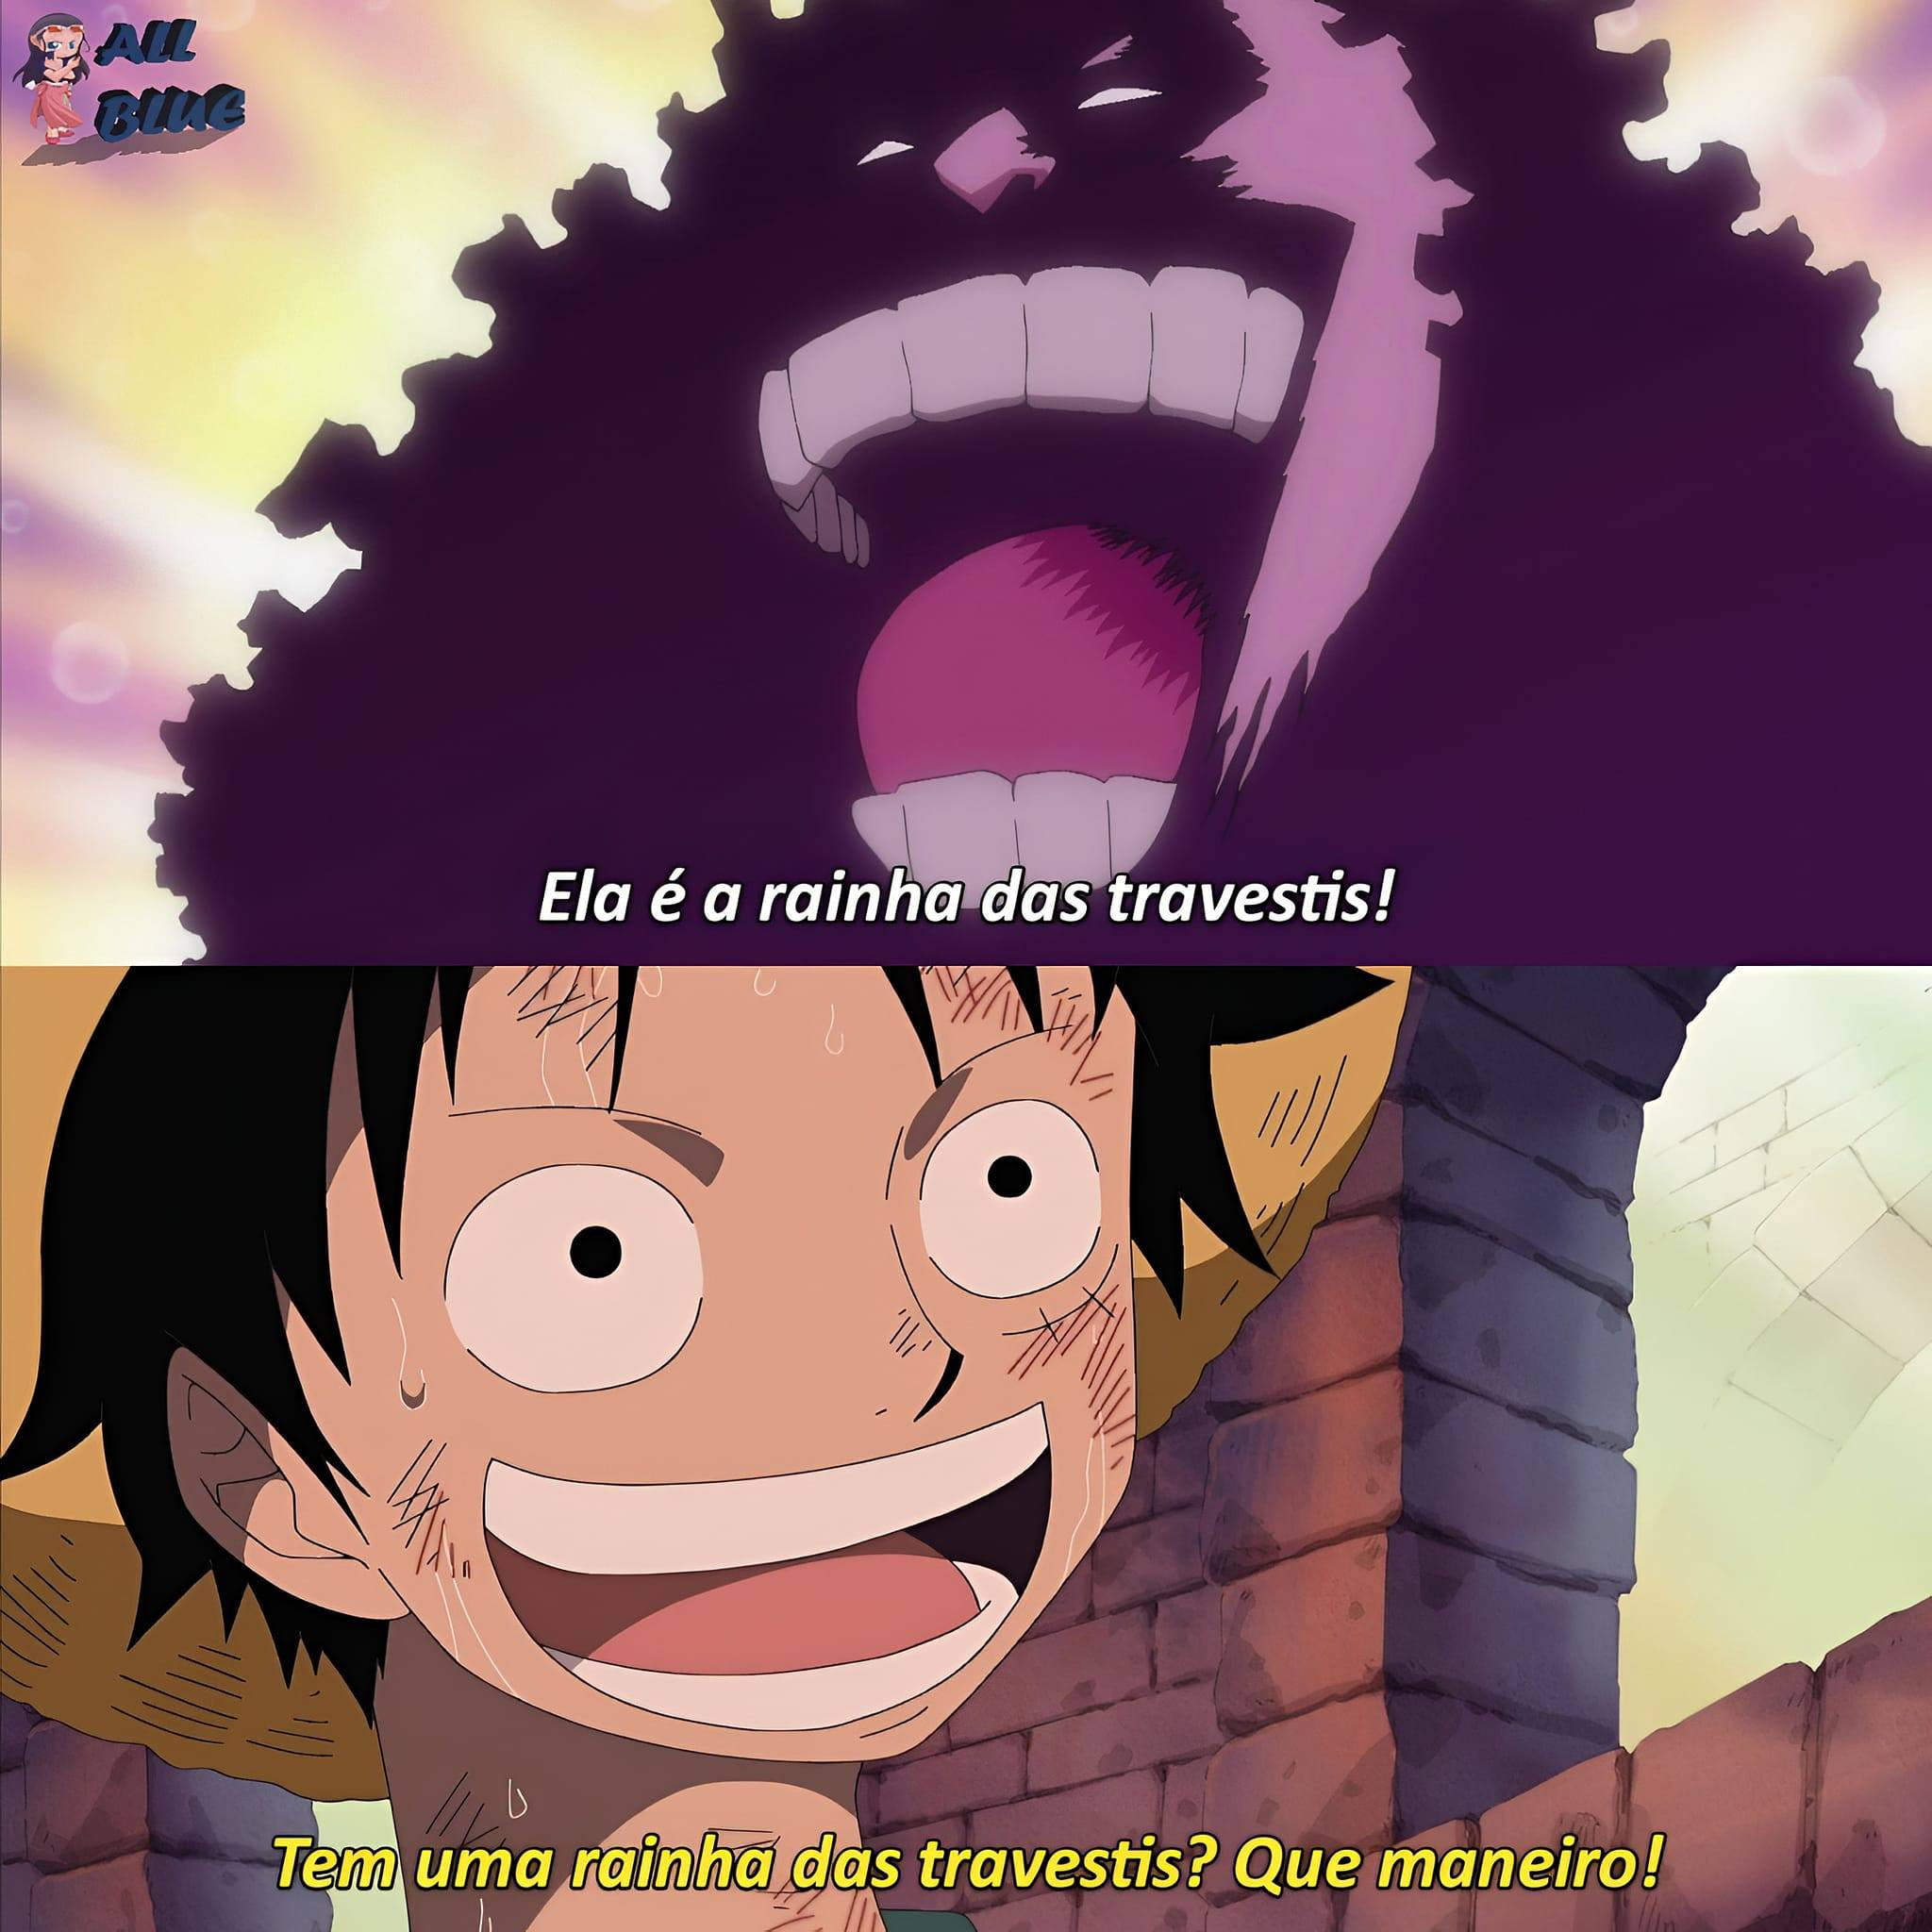 ALL
BLUE
Ela é a rainha das travestis!
Tem uma rainha das travestis? Que maneiro!